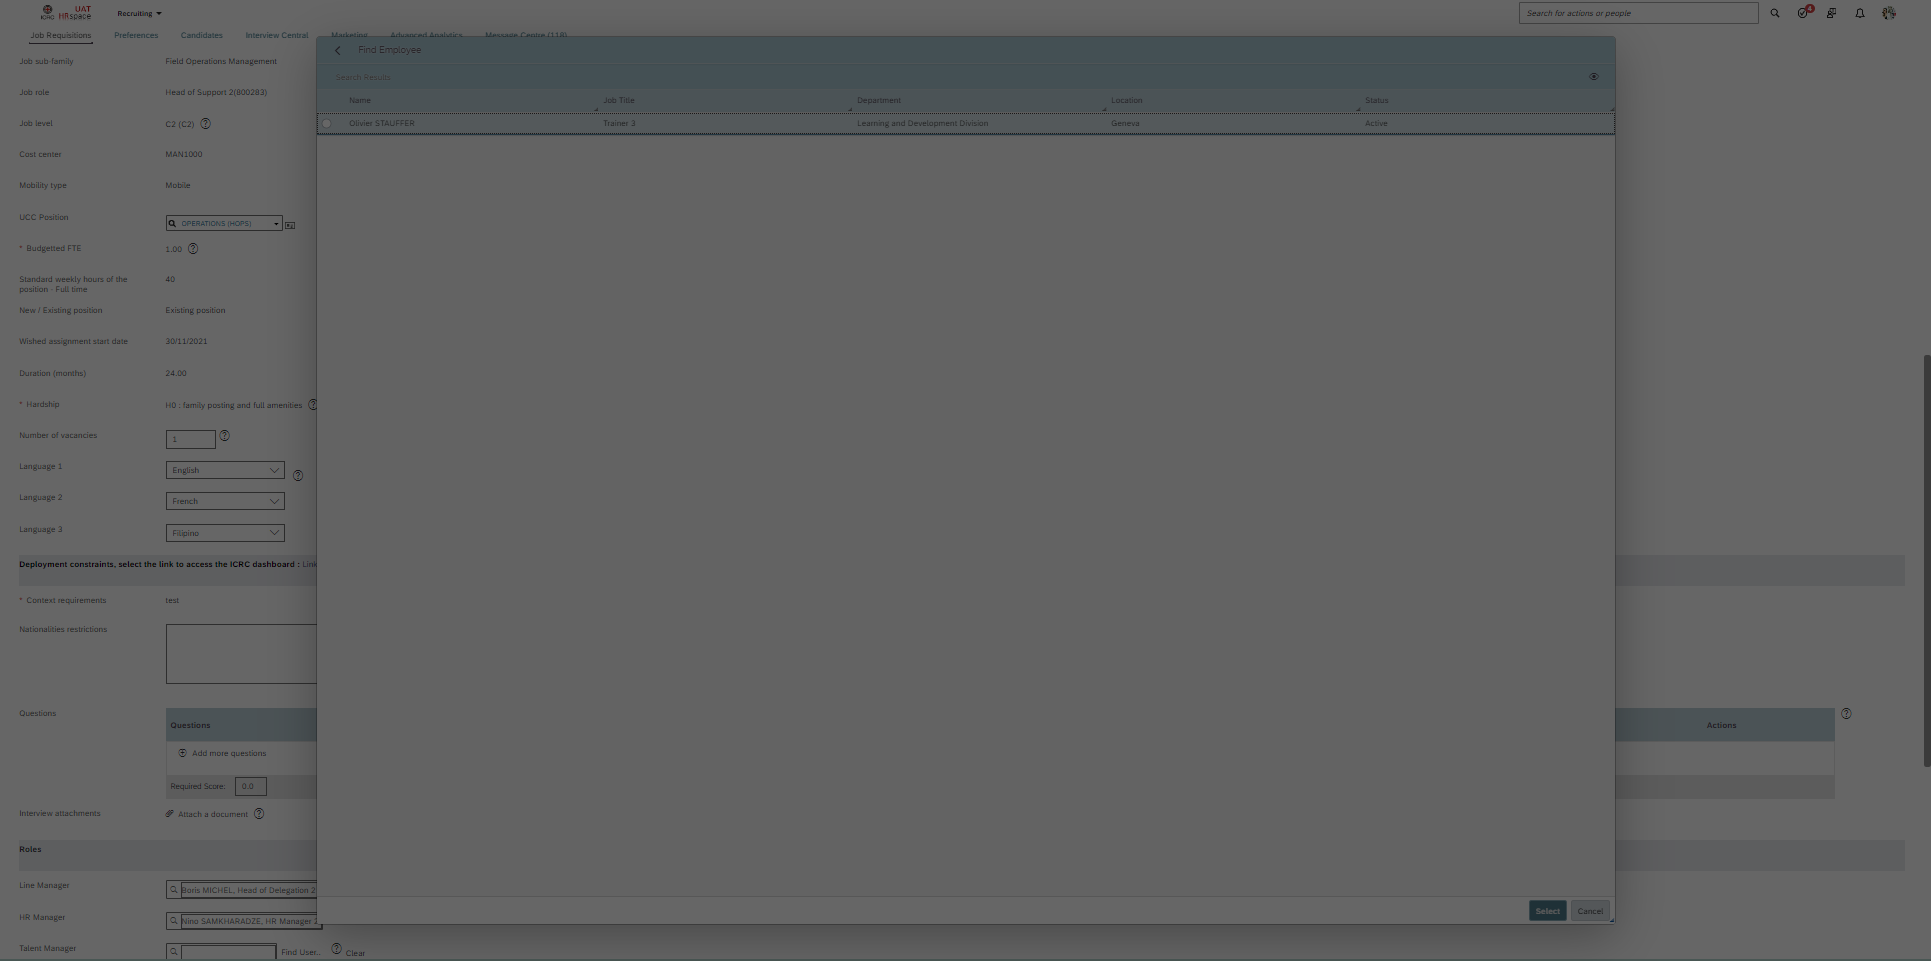 ICRC UAT HRspace
Recruiting
Search for actions or people
4
Job Requisitions
Preferences
Candidates
Interview Central
Marketing
Advanced Analytics
Message Centre (118)
Find Employee
Search Results
Name
Job Title
Department
Location
Status
Olivier STAUFFER
Trainer 3
Learning and Development Division
Geneva
Active
Select
Cancel
Job sub-family
Field Operations Management
Job role
Head of Support 2(800283)
Job level
C2 (C2)
Cost center
MAN1000
Mobility type
Mobile
UCC Position
OPERATIONS (HOPS)
* Budgetted FTE
1.00
Standard weekly hours of the
position - Full time
40
New / Existing position
Existing position
Wished assignment start date
30/11/2021
Duration (months)
24.00
* Hardship
H0 : family posting and full amenities
Number of vacancies
1
Language 1
English
Language 2
French
Language 3
Filipino
Deployment constraints, select the link to access the ICRC dashboard : Link
* Context requirements
test
Nationalities restrictions
Questions
Questions
Actions
Add more questions
Required Score:
0.0
Interview attachments
Attach a document
Roles
Line Manager
Boris MICHEL, Head of Delegation 2
HR Manager
Nino SAMKHARADZE, HR Manager 2
Talent Manager
Find User..
Clear